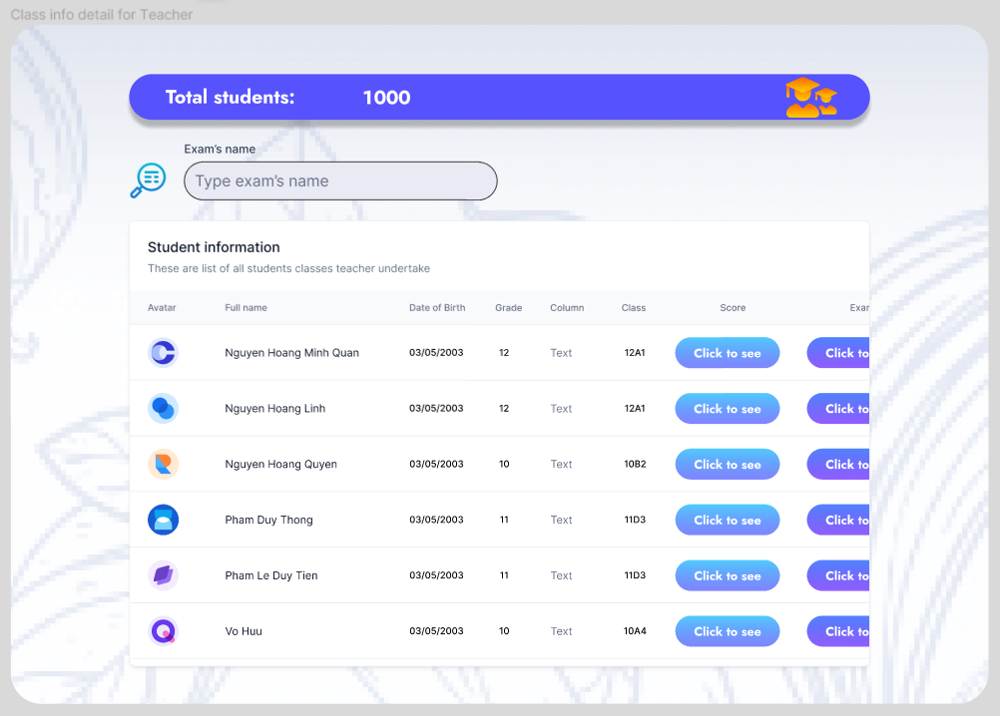 Class info detail for Teacher
Total students: 1000
Exam's name
Type exam's name
Student information
These are list of all students classes teacher undertake
Avatar Full name Date of Birth Grade Column Class Score Exar
Nguyen Hoang Minh Quan 03/05/2003 12 Text 12A1 Click to see Click to
Nguyen Hoang Linh 03/05/2003 12 Text 12A1 Click to see Click to
Nguyen Hoang Quyen 03/05/2003 10 Text 10B2 Click to see Click to
Pham Duy Thong 03/05/2003 11 Text 11D3 Click to see Click to
Pham Le Duy Tien 03/05/2003 11 Text 11D3 Click to see Click to
Vo Huu 03/05/2003 10 Text 10A4 Click to see Click to